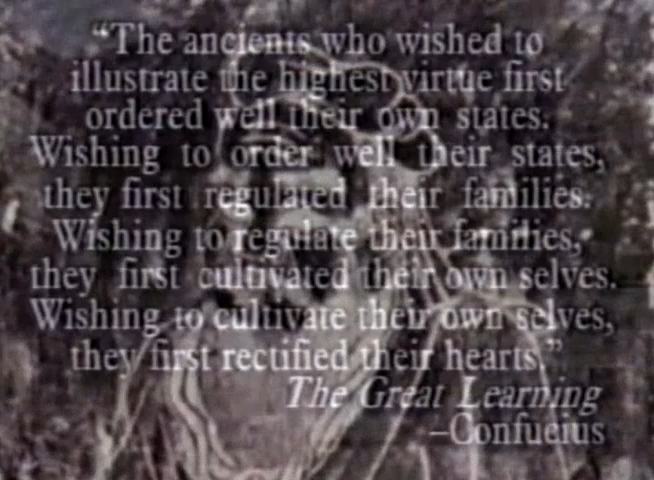 “The ancients who wished to
illustrate the highest virtue first
ordered well their own states.
Wishing to order well their states,
they first regulated their families.
Wishing to regulate their families,
they first cultivated their own selves.
Wishing to cultivate their own selves,
they first rectified their hearts.”
The Great Learning
–Confucius